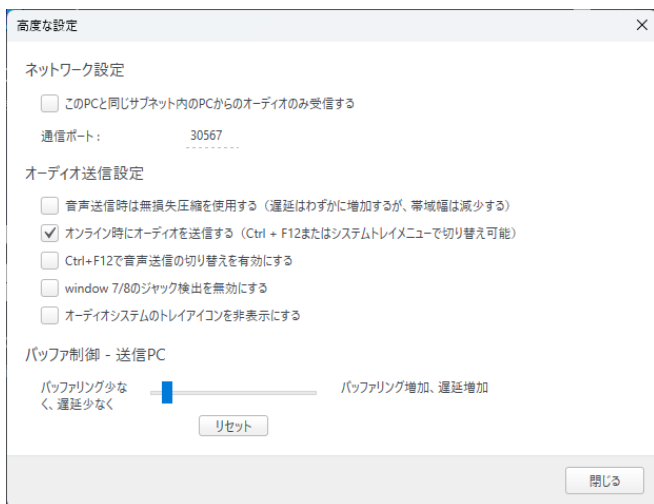 高度な設定
ネットワーク設定
このPCと同じサブネット内のPCからのオーディオのみ受信する
通信ポート: 30567
オーディオ送信設定
音声送信時は無損失圧縮を使用する（遅延はわずかに増加するが、帯域幅は減少する）
オンライン時にオーディオを送信する（Ctrl + F12またはシステムトレイメニューで切り替え可能）
Ctrl+F12で音声送信の切り替えを有効にする
window 7/8のジャック検出を無効にする
オーディオシステムのトレイアイコンを非表示にする
バッファ制御 - 送信PC
バッファリング少な
く、遅延少なく
バッファリング増加、遅延増加
リセット
閉じる